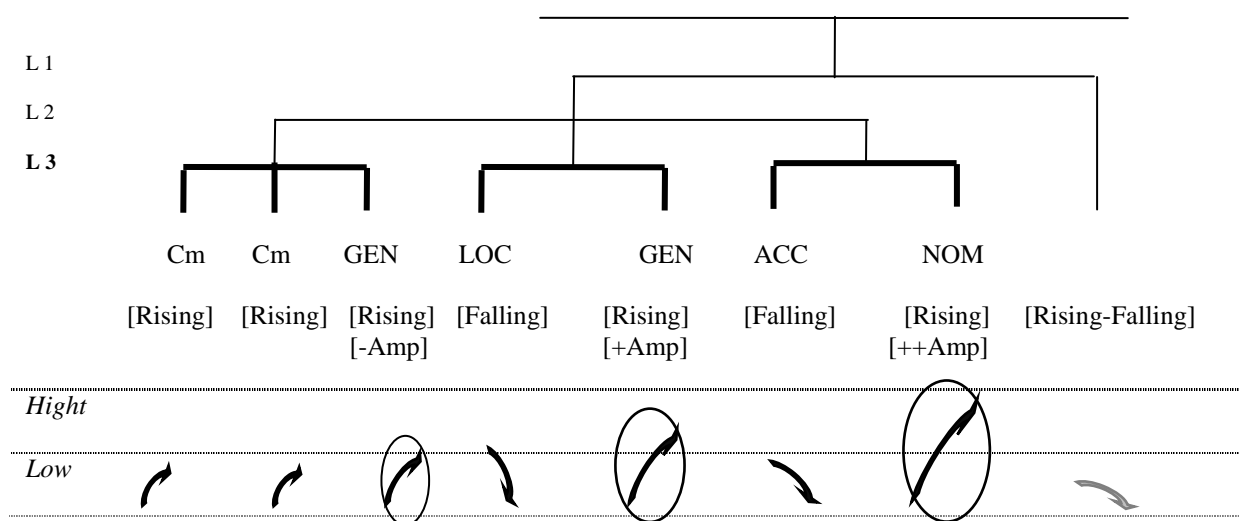 L 1
L 2
L 3
Cm Cm GEN LOC GEN ACC NOM
[Rising] [Rising] [Rising] [Falling] [Rising] [Falling] [Rising] [Rising-Falling]
[-Amp] [+Amp] [++Amp]
Hight
Low